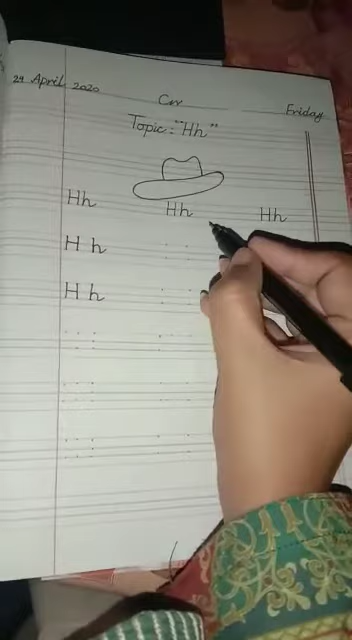 24 April 2020
Cw
Friday
Topic: "Hh"
Hh Hh Hh
H h
H h